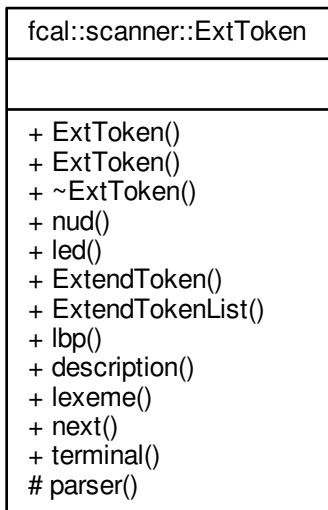 fcal::scanner::ExtToken
+ ExtToken()
+ ExtToken()
+ ~ExtToken()
+ nud()
+ led()
+ ExtendToken()
+ ExtendTokenList()
+ lbp()
+ description()
+ lexeme()
+ next()
+ terminal()
# parser()